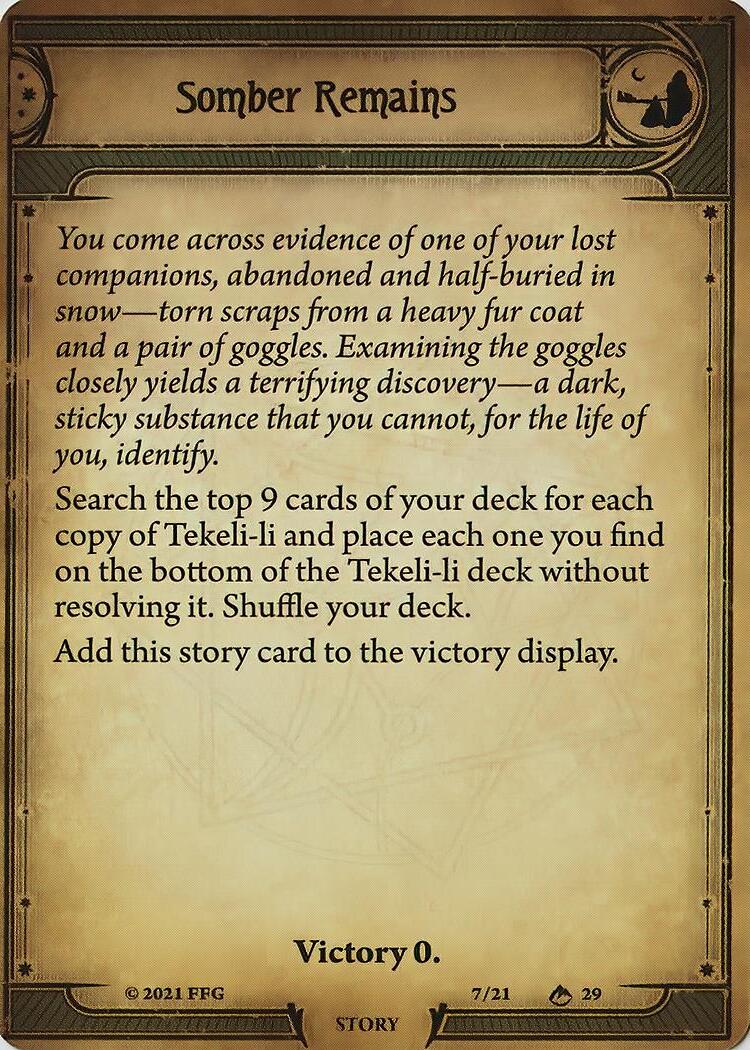 Somber Remains
You come across evidence of one of your lost
companions, abandoned and half-buried in
snow—torn scraps from a heavy fur coat
and a pair of goggles. Examining the goggles
closely yields a terrifying discovery—a dark,
sticky substance that you cannot, for the life of
you, identify.
Search the top 9 cards of your deck for each
copy of Tekeli-li and place each one you find
on the bottom of the Tekeli-li deck without
resolving it. Shuffle your deck.
Add this story card to the victory display.
Victory 0.
© 2021 FFG 7/21 29
STORY